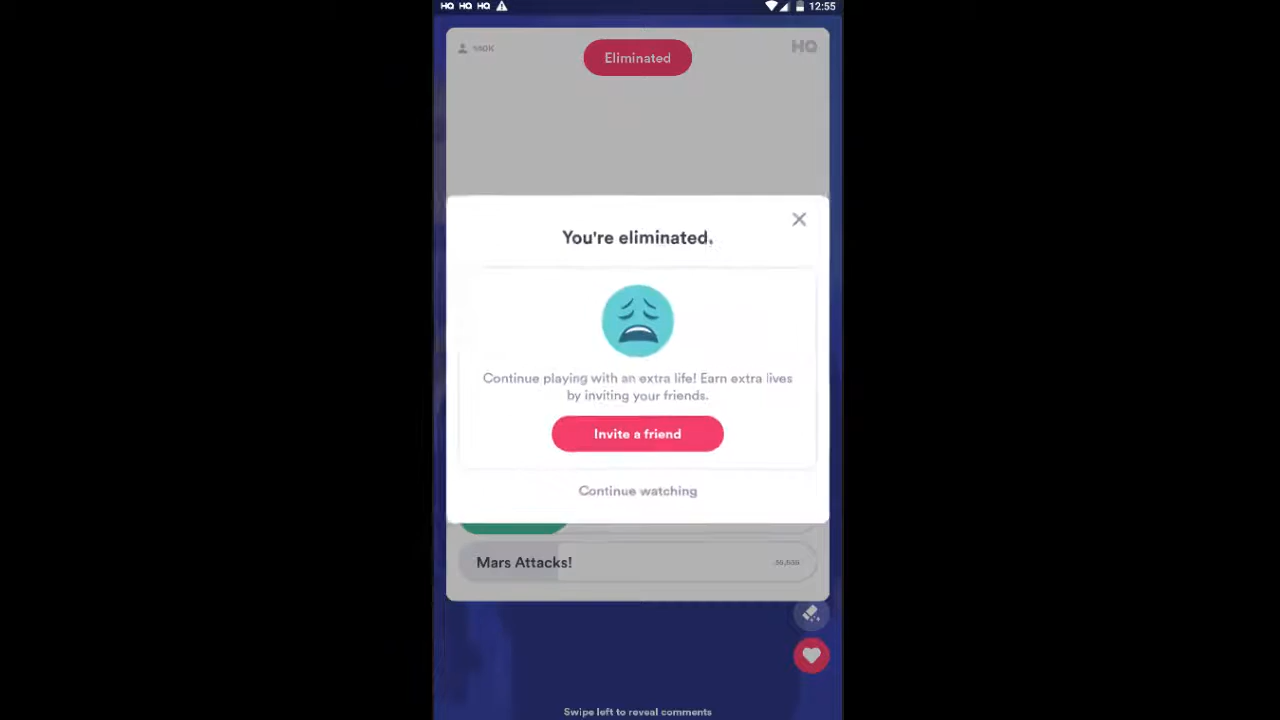 HQ HQ HQ 12:55
Eliminated HQ
You're eliminated.
Continue playing with an extra life! Earn extra lives
by inviting your friends.
Invite a friend
Continue watching
Mars Attacks!
Swipe left to reveal comments